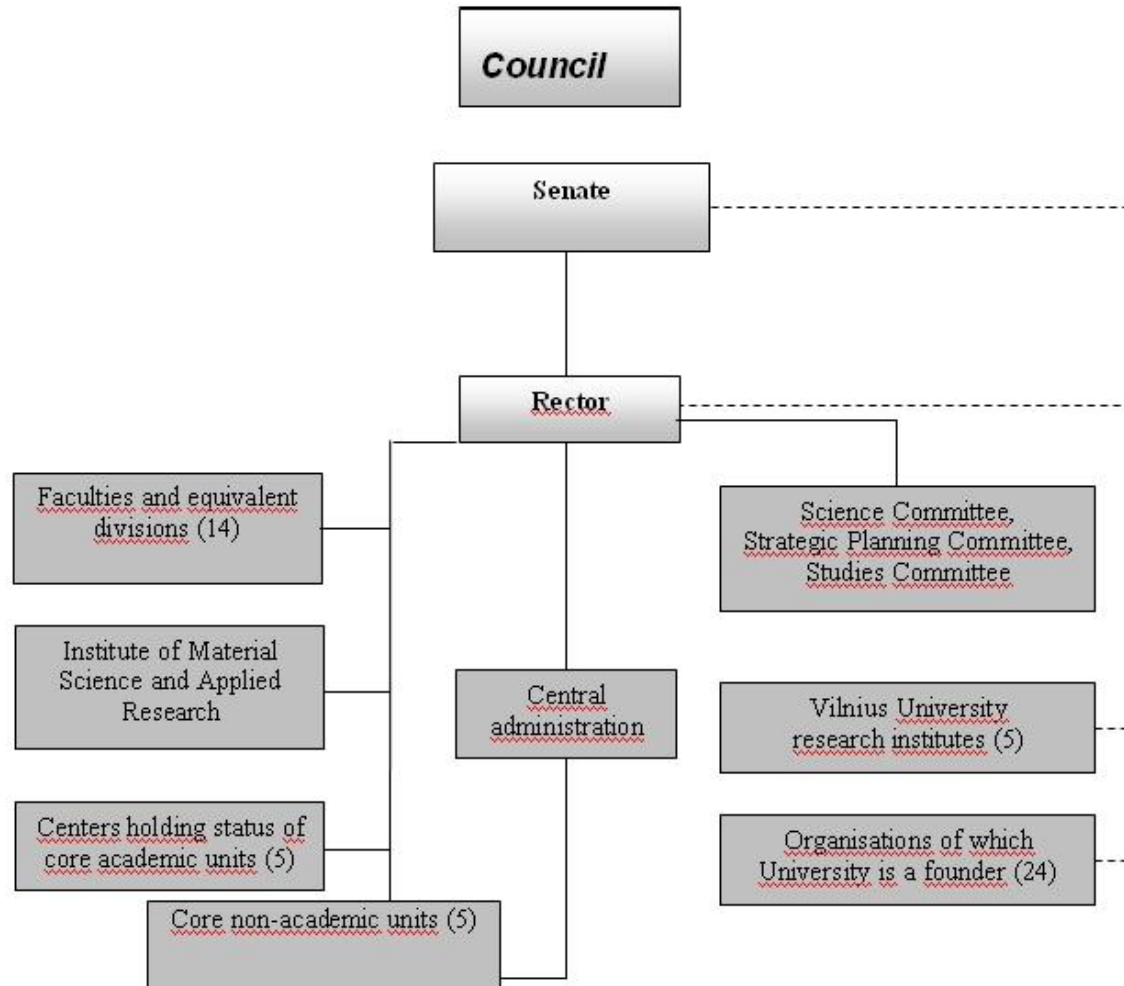 Council
Senate
Rector
Faculties and equivalent
divisions (14)
Science Committee,
Strategic Planning Committee,
Studies Committee
Institute of Material
Science and Applied
Research
Central
administration
Vilnius University
research institutes (5)
Centers holding status of
core academic units (5)
Organisations of which
University is a founder (24)
Core non-academic units (5)